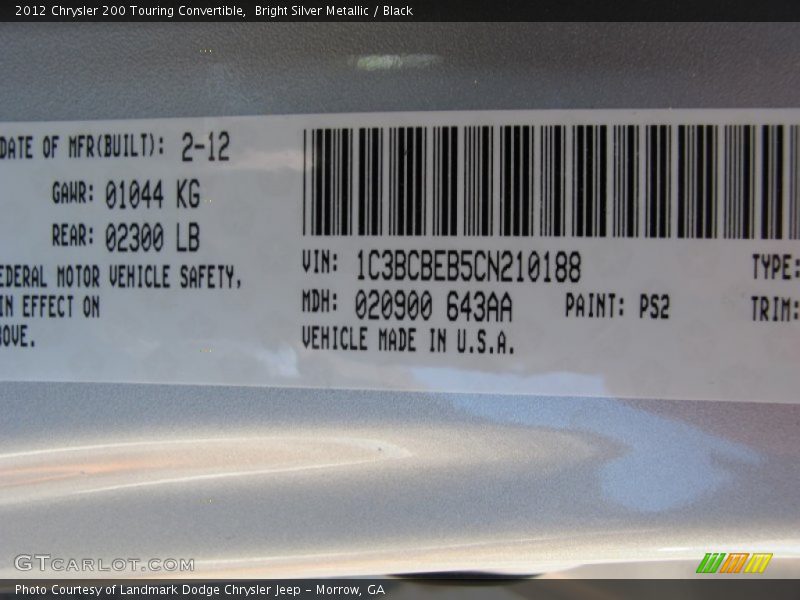 2012 Chrysler 200 Touring Convertible, Bright Silver Metallic / Black
DATE OF MFR(BUILT): 2-12
GAWR: 01044 KG
REAR: 02300 LB
EDERAL MOTOR VEHICLE SAFETY,
IN EFFECT ON
OVE.
VIN: 1C3BCBEB5CN210188
TYPE:
MDH: 020900 643AA PAINT: PS2
TRIM:
VEHICLE MADE IN U.S.A.
GTCARLOT.COM
Photo Courtesy of Landmark Dodge Chrysler Jeep - Morrow, GA